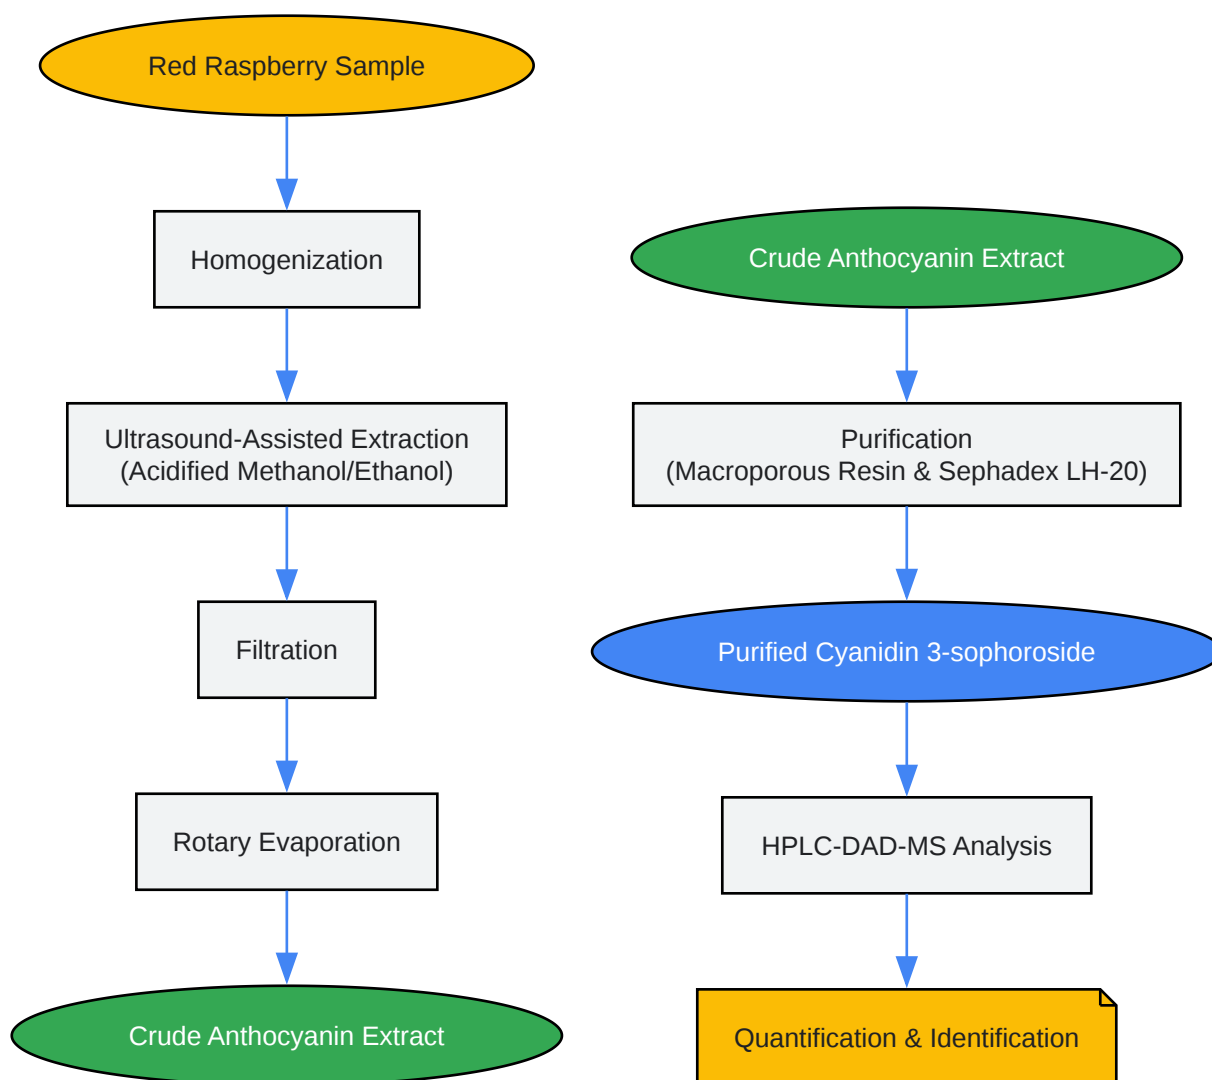 Red Raspberry Sample
Homogenization
Ultrasound-Assisted Extraction
(Acidified Methanol/Ethanol)
Filtration
Rotary Evaporation
Crude Anthocyanin Extract
Crude Anthocyanin Extract
Purification
(Macroporous Resin & Sephadex LH-20)
Purified Cyanidin 3-sophoroside
HPLC-DAD-MS Analysis
Quantification & Identification